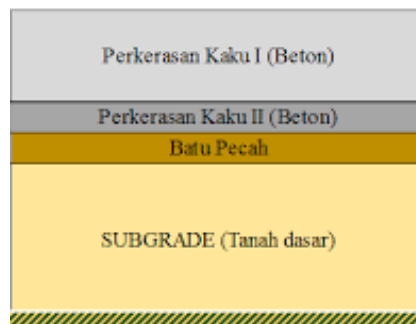 Perkerasan Kaku I (Beton)
Perkerasan Kaku II (Beton)
Batu Pecah
SUBGRADE (Tanah dasar)